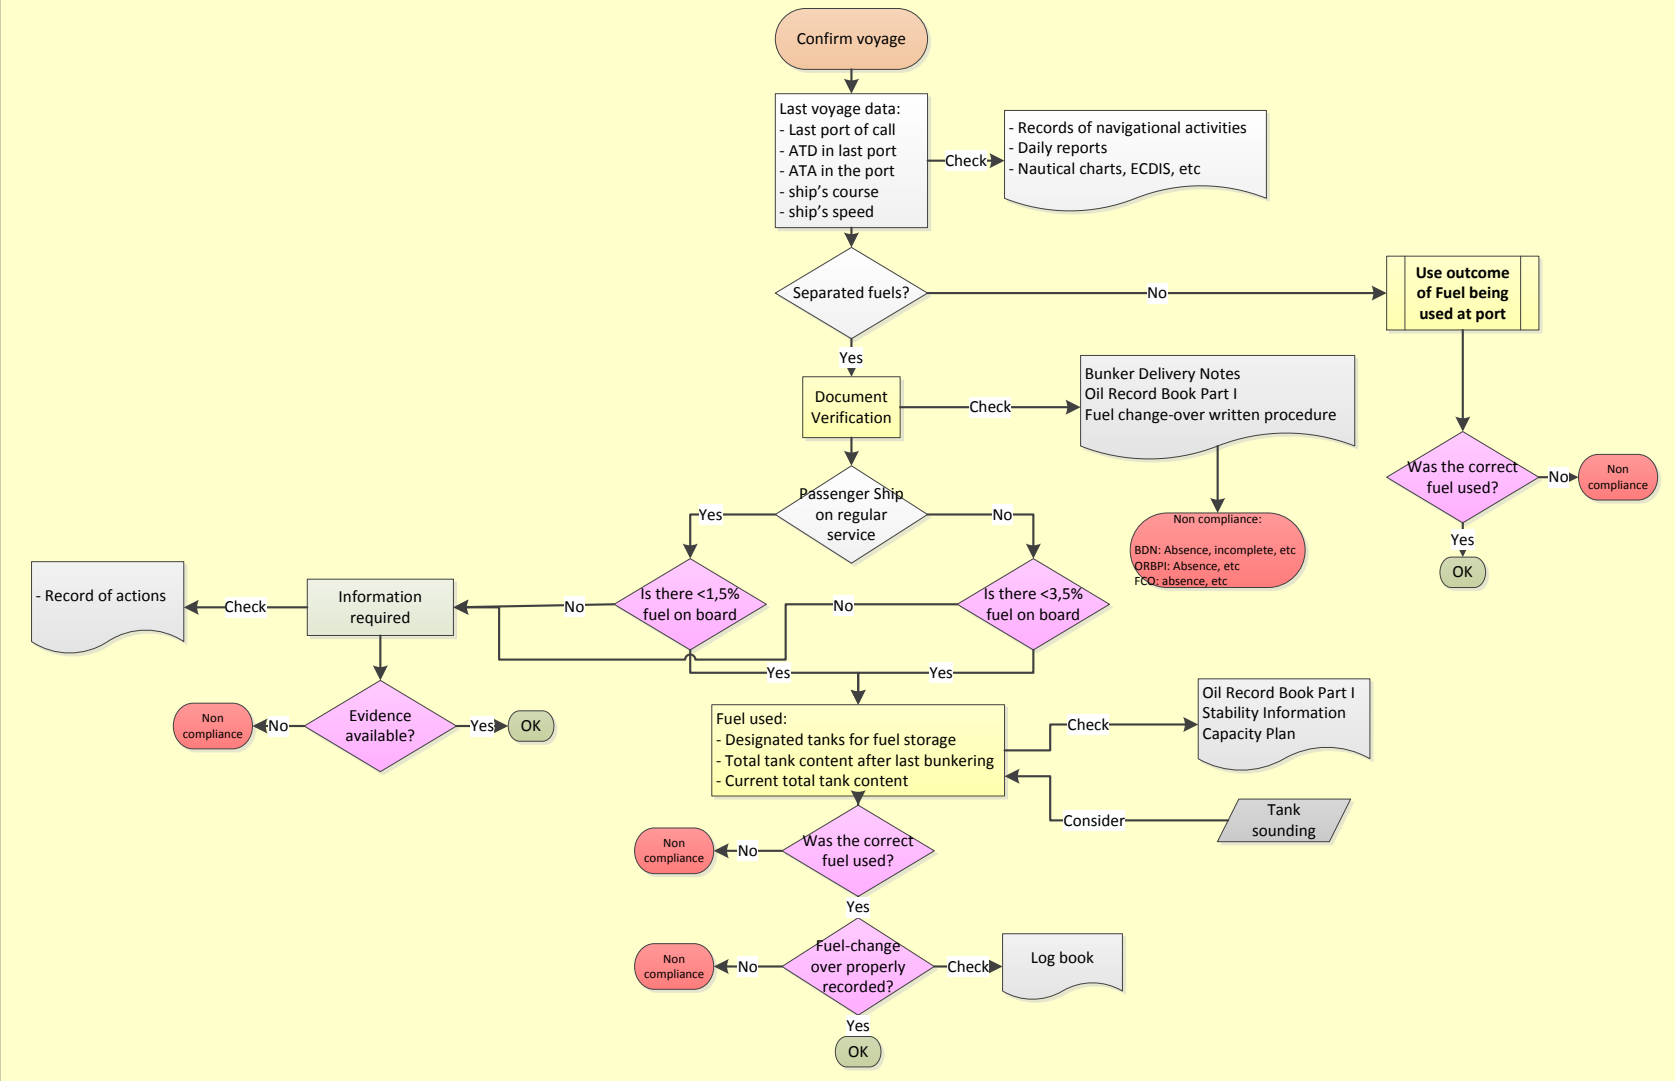 Confirm voyage
Last voyage data:
- Last port of call
- ATD in last port
- ATA in the port
- ship's course
- ship's speed
Check
- Records of navigational activities
- Daily reports
- Nautical charts, ECDIS, etc
Separated fuels?
No
Use outcome
of Fuel being
used at port
Yes
Document
Verification
Check
Bunker Delivery Notes
Oil Record Book Part I
Fuel change-over written procedure
Was the correct
fuel used?
No
Non
compliance
Yes
OK
Non compliance:
BDN: Absence, incomplete, etc
ORBPI: Absence, etc
FCO: absence, etc
Passenger Ship
on regular
service
Yes
No
Is there <1,5%
fuel on board
Is there <3,5%
fuel on board
No
No
Information
required
Check
- Record of actions
Evidence
available?
No
Non
compliance
Yes
OK
Yes
Yes
Fuel used:
- Designated tanks for fuel storage
- Total tank content after last bunkering
- Current total tank content
Check
Oil Record Book Part I
Stability Information
Capacity Plan
Consider
Tank
sounding
Was the correct
fuel used?
No
Non
compliance
Yes
Fuel-change
over properly
recorded?
No
Non
compliance
Check
Log book
Yes
OK